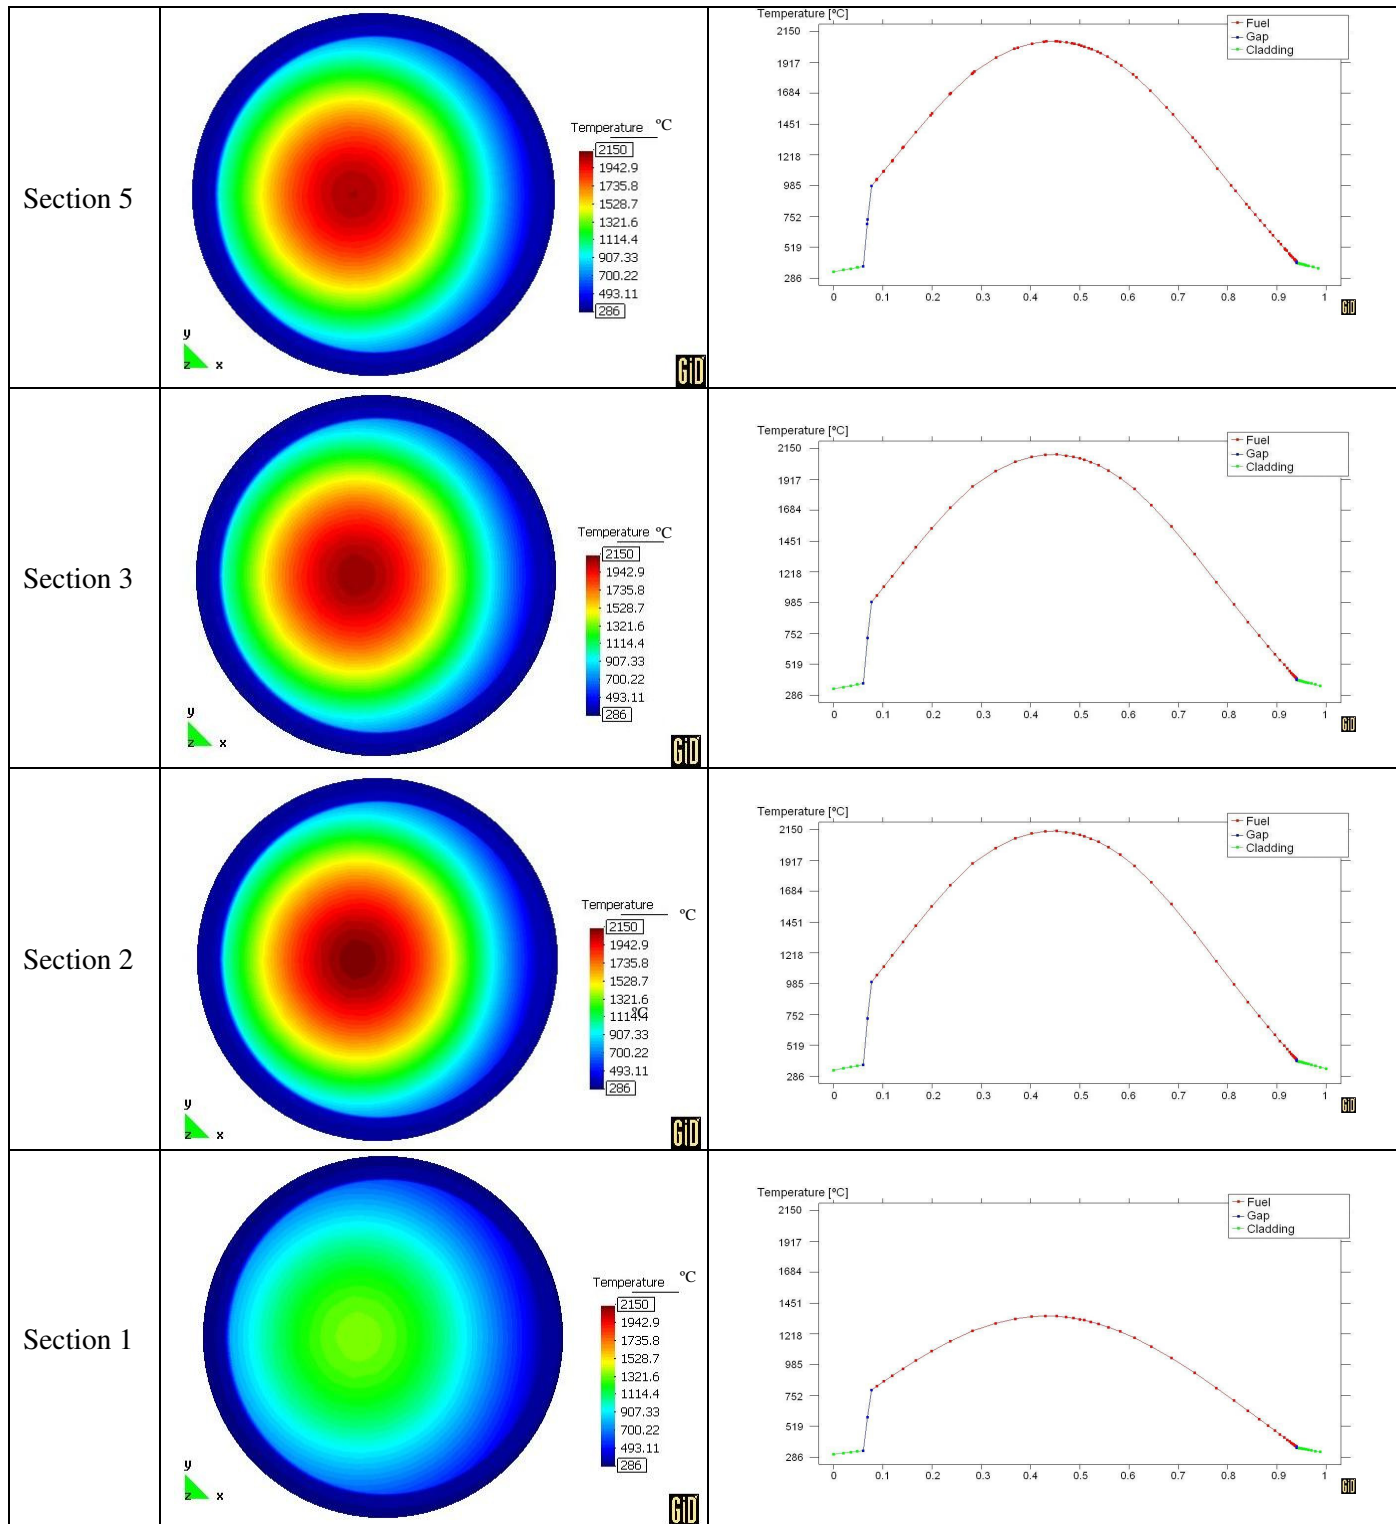 Section 5
Temperature ºC
2150
1942.9
1735.8
1528.7
1321.6
1114.4
907.33
700.22
493.11
286
y
z x
GiD
Temperature [ºC]
2150
1917
1684
1451
1218
985
752
519
286
0 0.1 0.2 0.3 0.4 0.5 0.6 0.7 0.8 0.9 1
Fuel
Gap
Cladding
GiD
Section 3
Temperature ºC
2150
1942.9
1735.8
1528.7
1321.6
1114.4
907.33
700.22
493.11
286
y
z x
GiD
Temperature [ºC]
2150
1917
1684
1451
1218
985
752
519
286
0 0.1 0.2 0.3 0.4 0.5 0.6 0.7 0.8 0.9 1
Fuel
Gap
Cladding
GiD
Section 2
Temperature ºC
2150
1942.9
1735.8
1528.7
1321.6
ºC
1114.4
907.33
700.22
493.11
286
y
z x
GiD
Temperature [ºC]
2150
1917
1684
1451
1218
985
752
519
286
0 0.1 0.2 0.3 0.4 0.5 0.6 0.7 0.8 0.9 1
Fuel
Gap
Cladding
GiD
Section 1
Temperature ºC
2150
1942.9
1735.8
1528.7
1321.6
1114.4
907.33
700.22
493.11
286
y
z x
GiD
Temperature [ºC]
2150
1917
1684
1451
1218
985
752
519
286
0 0.1 0.2 0.3 0.4 0.5 0.6 0.7 0.8 0.9 1
Fuel
Gap
Cladding
GiD